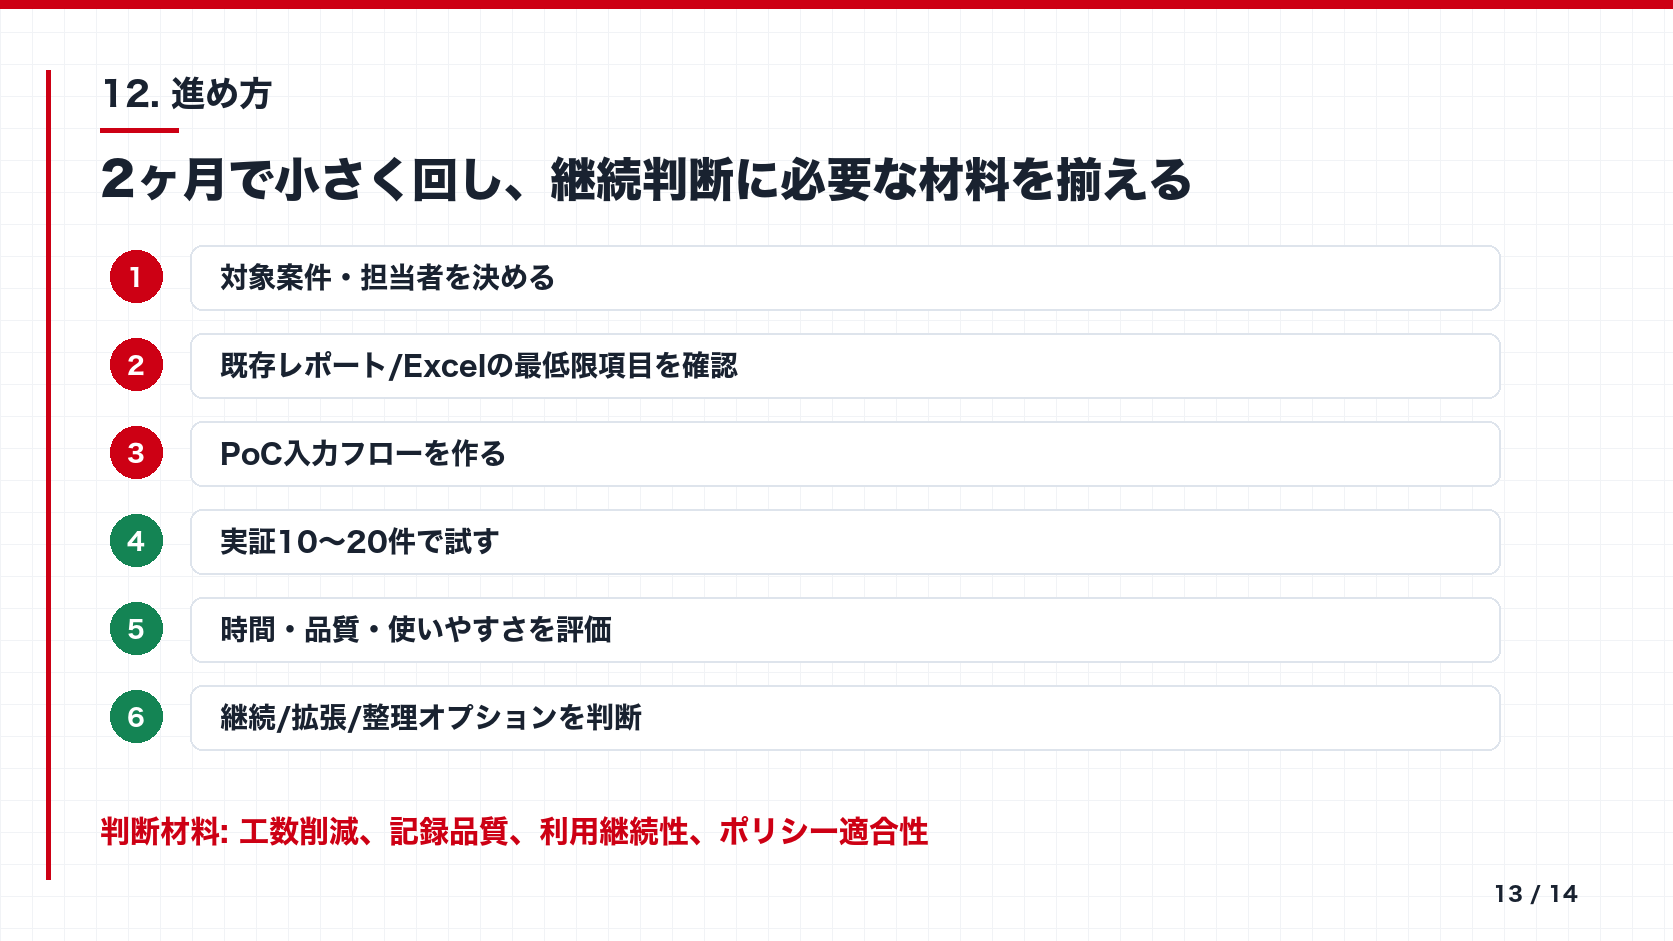 12. 進め方
2ヶ月で小さく回し、継続判断に必要な材料を揃える
1 対象案件・担当者を決める
2 既存レポート/Excelの最低限項目を確認
3 PoC入力フローを作る
4 実証10〜20件で試す
5 時間・品質・使いやすさを評価
6 継続/拡張/整理オプションを判断
判断材料: 工数削減、記録品質、利用継続性、ポリシー適合性
13 / 14